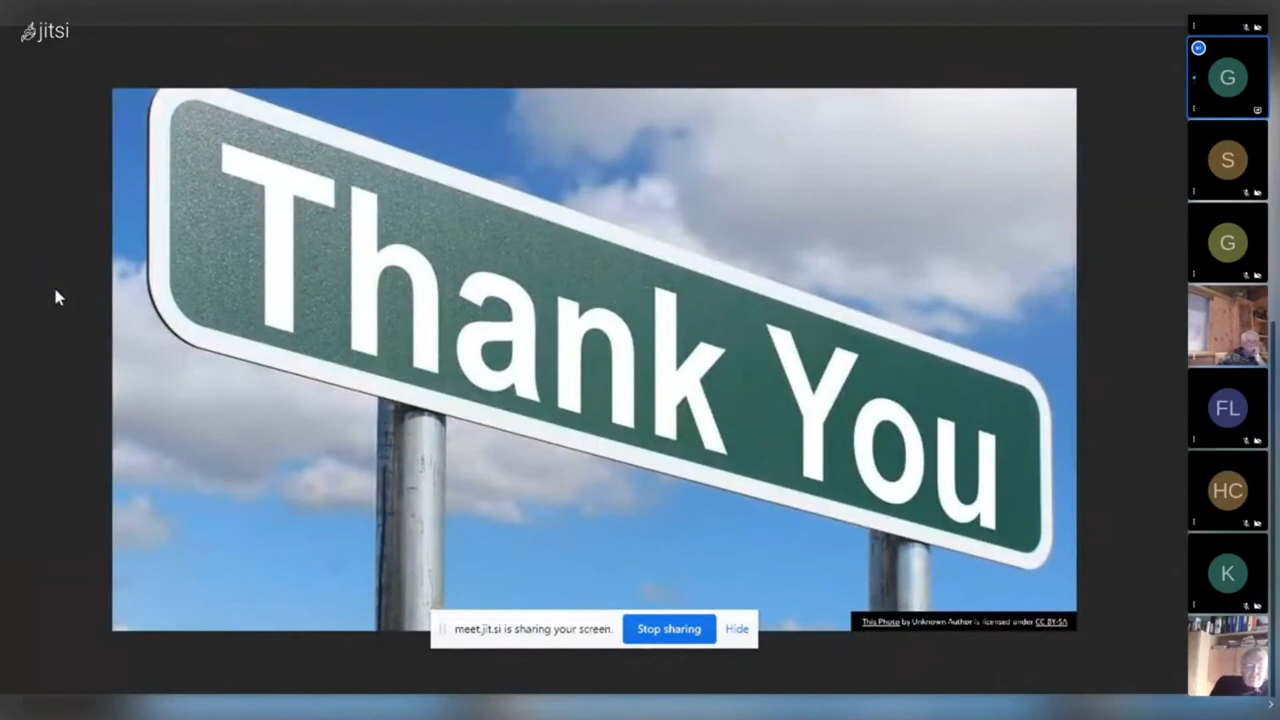 jitsi
Thank You
meet.jit.si is sharing your screen.
Stop sharing
Hide
This Photo by Unknown Author is licensed under CC BY-SA
G
S
G
FL
HC
K